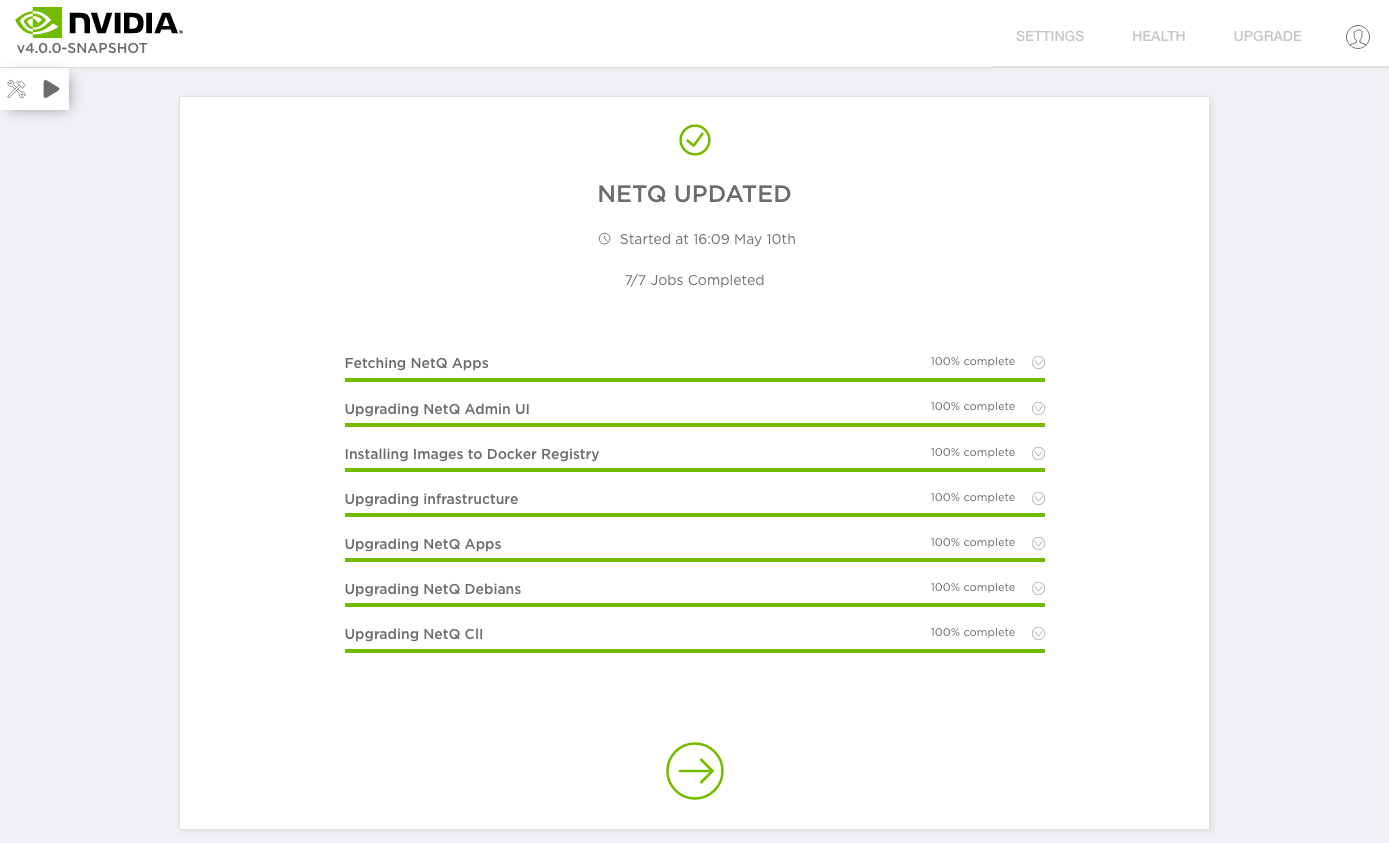 NVIDIA.
v4.0.0-SNAPSHOT
SETTINGS HEALTH UPGRADE
NETQ UPDATED
Started at 16:09 May 10th
7/7 Jobs Completed
Fetching NetQ Apps 100% complete
Upgrading NetQ Admin UI 100% complete
Installing Images to Docker Registry 100% complete
Upgrading infrastructure 100% complete
Upgrading NetQ Apps 100% complete
Upgrading NetQ Debians 100% complete
Upgrading NetQ ClI 100% complete